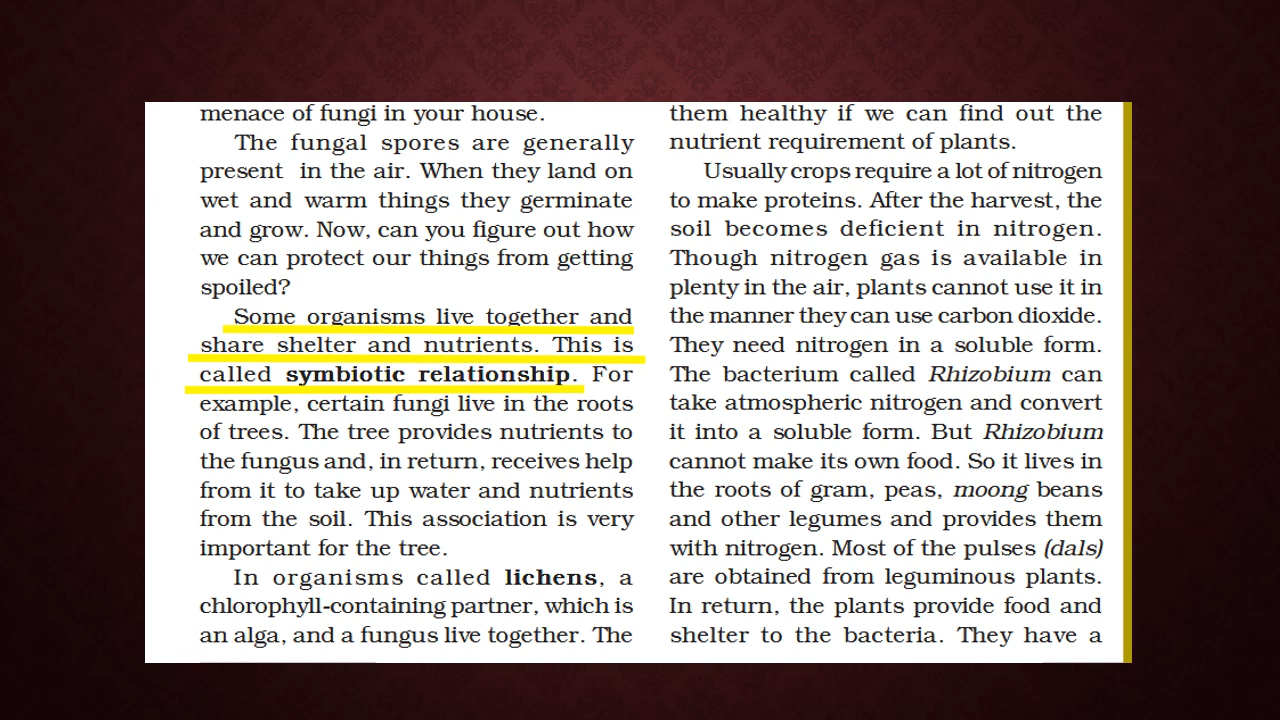 menace of fungi in your house.
The fungal spores are generally
present in the air. When they land on
wet and warm things they germinate
and grow. Now, can you figure out how
we can protect our things from getting
spoiled?
Some organisms live together and
share shelter and nutrients. This is
called symbiotic relationship. For
example, certain fungi live in the roots
of trees. The tree provides nutrients to
the fungus and, in return, receives help
from it to take up water and nutrients
from the soil. This association is very
important for the tree.
In organisms called lichens, a
chlorophyll-containing partner, which is
an alga, and a fungus live together. The
them healthy if we can find out the
nutrient requirement of plants.
Usually crops require a lot of nitrogen
to make proteins. After the harvest, the
soil becomes deficient in nitrogen.
Though nitrogen gas is available in
plenty in the air, plants cannot use it in
the manner they can use carbon dioxide.
They need nitrogen in a soluble form.
The bacterium called Rhizobium can
take atmospheric nitrogen and convert
it into a soluble form. But Rhizobium
cannot make its own food. So it lives in
the roots of gram, peas, moong beans
and other legumes and provides them
with nitrogen. Most of the pulses (dals)
are obtained from leguminous plants.
In return, the plants provide food and
shelter to the bacteria. They have a